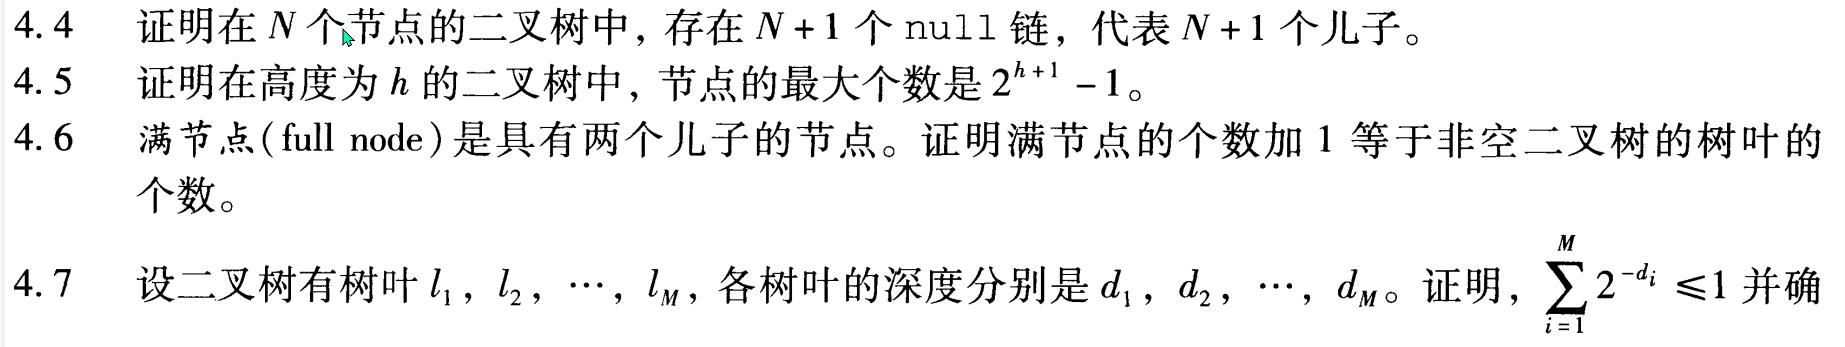 4.4 证明在 N 个节点的二叉树中，存在 N + 1 个 null 链，代表 N + 1 个儿子。
4.5 证明在高度为 h 的二叉树中，节点的最大个数是 2^{h+1} - 1。
4.6 满节点(full node)是具有两个儿子的节点。证明满节点的个数加 1 等于非空二叉树的树叶的
个数。
4.7 设二叉树有树叶 l_1，l_2，…，l_M，各树叶的深度分别是 d_1，d_2，…，d_M。证明，\sum_{i=1}^{M} 2^{-d_i} ≤ 1 并确